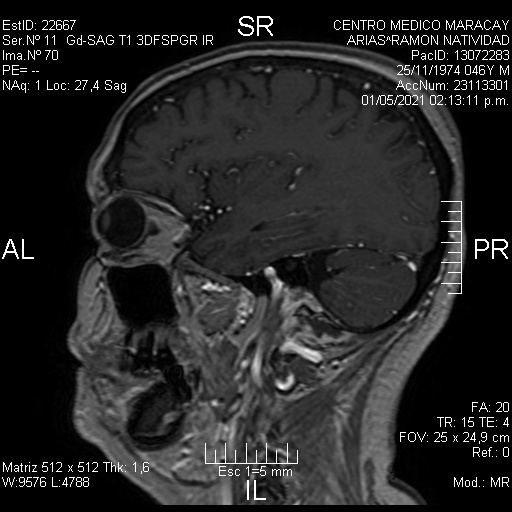 EstID: 22667
Ser.Nº 11 Gd-SAG T1 3DFSPGR IR
Ima.Nº 70
PE= --
NAq: 1 Loc: 27,4 Sag
SR
CENTRO MEDICO MARACAY
ARIAS^RAMON NATIVIDAD
PacID: 13072283
25/11/1974 046Y M
AccNum: 23113301
01/05/2021 02:13:11 p.m.
AL
PR
Matriz 512 x 512 Thk: 1,6
W:9576 L:4788
Esc 1=5 mm
IL
FA: 20
TR: 15 TE: 4
FOV: 25 x 24,9 cm
Ref.: 0
Mod.: MR